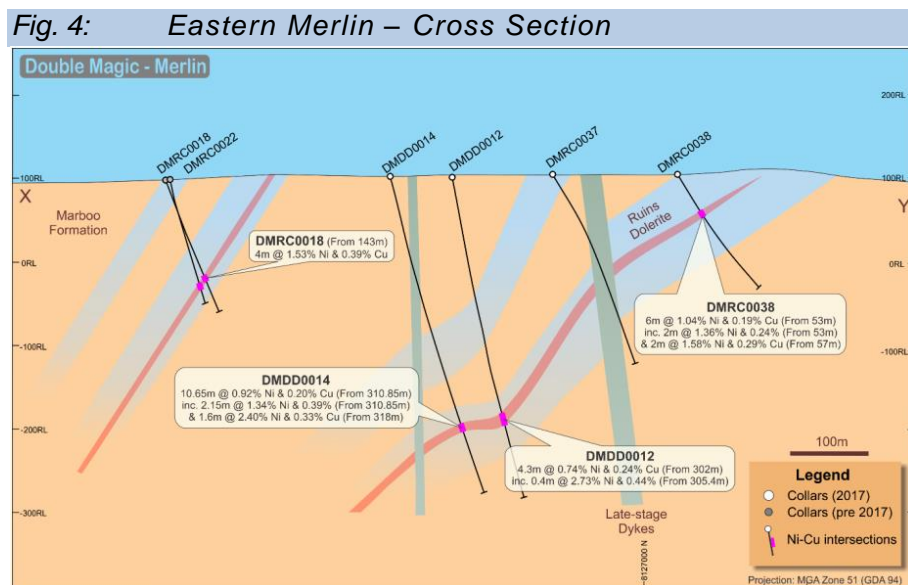 Fig. 4: Eastern Merlin – Cross Section
Double Magic - Merlin
200RL
200RL
DMRC0018
DMRC0022
DMDD0014
DMDD0012
DMRC0037
DMRC0038
100RL
100RL
X
Y
Marboo
Formation
Ruins
Dolerite
DMRC0018 (From 143m)
4m @ 1.53% Ni & 0.39% Cu
0RL
0RL
DMRC0038
6m @ 1.04% Ni & 0.19% Cu (From 53m)
inc. 2m @ 1.36% Ni & 0.24% (From 53m)
& 2m @ 1.58% Ni & 0.29% Cu (From 57m)
-100RL
-100RL
DMDD0014
10.65m @ 0.92% Ni & 0.20% Cu (From 310.85m)
inc. 2.15m @ 1.34% Ni & 0.39% (From 310.85m)
& 1.6m @ 2.40% Ni & 0.33% Cu (From 318m)
-200RL
DMDD0012
4.3m @ 0.74% Ni & 0.24% Cu (From 302m)
inc. 0.4m @ 2.73% Ni & 0.44% (From 305.4m)
100m
Legend
Collars (2017)
Collars (pre 2017)
Ni-Cu intersections
-300RL
Late-stage
Dykes
8127000 N
Projection: MGA Zone 51 (GDA 94)